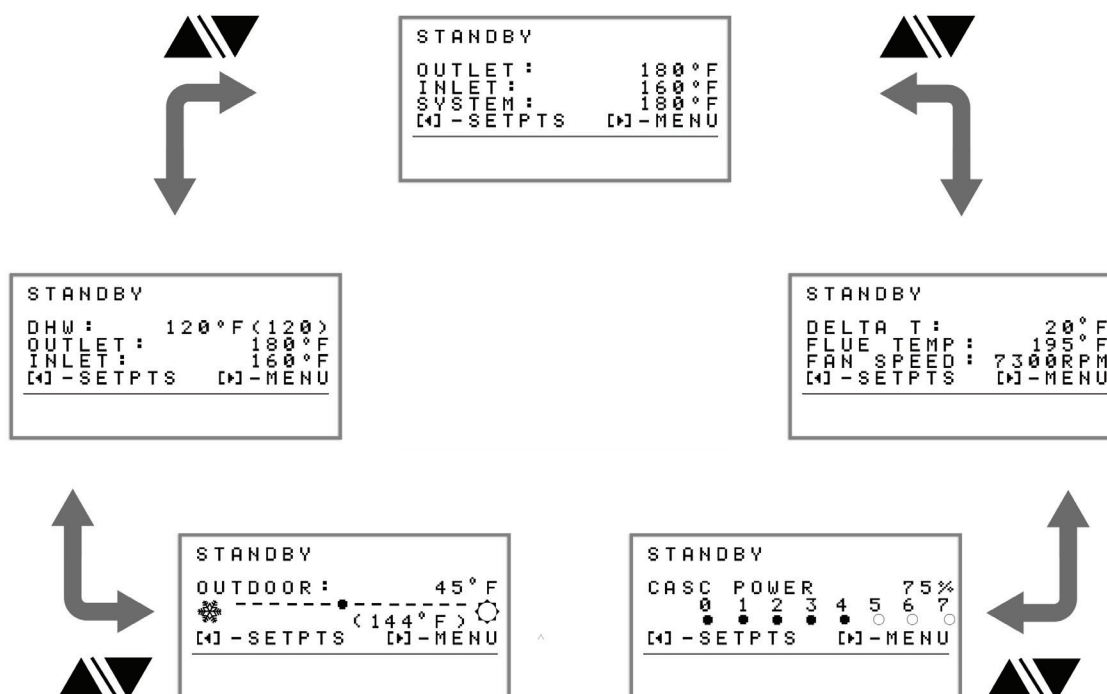 STANDBY
OUTLET: 180°F
INLET: 160°F
SYSTEM: 180°F
[◂]-SETPTS [▸]-MENU
STANDBY
DHW: 120°F(120)
OUTLET: 180°F
INLET: 160°F
[◂]-SETPTS [▸]-MENU
STANDBY
DELTA T: 20°F
FLUE TEMP: 195°F
FAN SPEED: 7300RPM
[◂]-SETPTS [▸]-MENU
STANDBY
OUTDOOR: 45°F
(144°F)
[◂]-SETPTS [▸]-MENU
STANDBY
CASC POWER 75%
0 1 2 3 4 5 6 7
[◂]-SETPTS [▸]-MENU